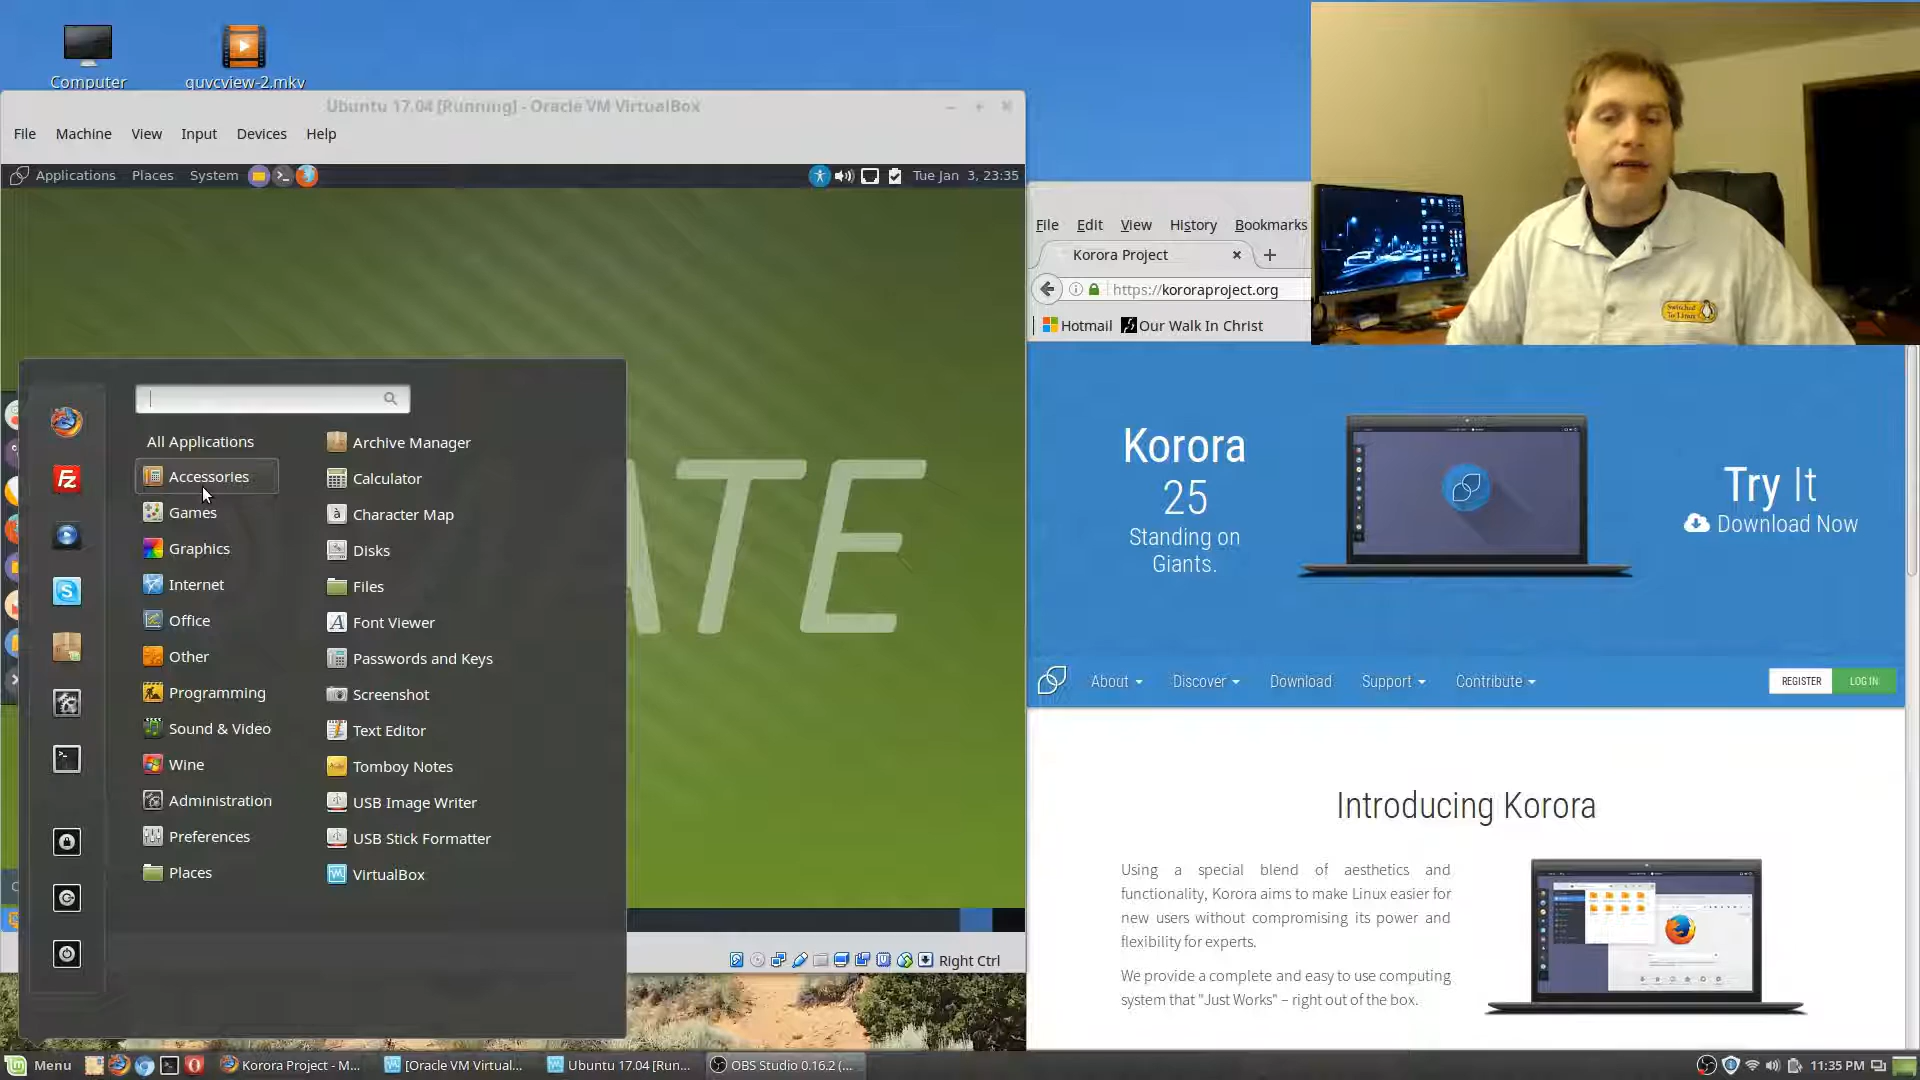 Computer
guvcview-2.mkv
Ubuntu 17.04 [Running] - Oracle VM VirtualBox
File Machine View Input Devices Help
Applications Places System
Tue Jan 3, 23:35
All Applications
Accessories
Games
Graphics
Internet
Office
Other
Programming
Sound & Video
Wine
Administration
Preferences
Places
Archive Manager
Calculator
Character Map
Disks
Files
Font Viewer
Passwords and Keys
Screenshot
Text Editor
Tomboy Notes
USB Image Writer
USB Stick Formatter
VirtualBox
ATE
Right Ctrl
File Edit View History Bookmarks
Korora Project
https://kororaproject.org
Hotmail Our Walk In Christ
Switched
To Linux
Korora
25
Standing on
Giants.
Try It
Download Now
About Discover Download Support Contribute
REGISTER LOG IN
Introducing Korora
Using a special blend of aesthetics and
functionality, Korora aims to make Linux easier for
new users without compromising its power and
flexibility for experts.
We provide a complete and easy to use computing
system that "Just Works" – right out of the box.
Menu
Korora Project - M...
[Oracle VM Virtual...
Ubuntu 17.04 [Run...
OBS Studio 0.16.2 (...
11:35 PM